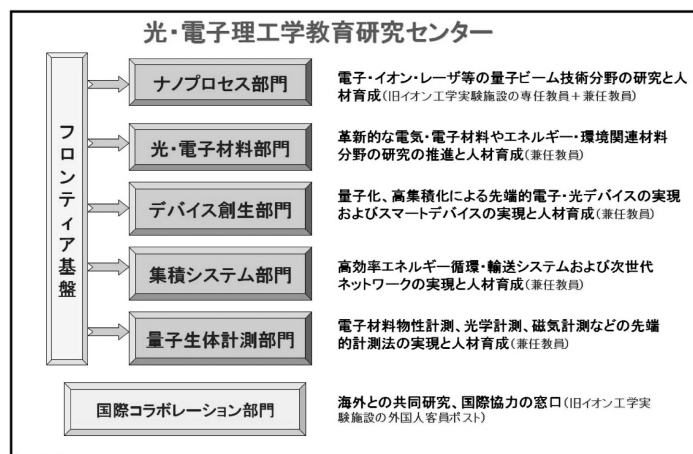 光・電子理工学教育研究センター
フロンティア基盤
ナノプロセス部門
電子・イオン・レーザ等の量子ビーム技術分野の研究と人
材育成(旧イオン工学実験施設の専任教員+兼任教員)
光・電子材料部門
革新的な電気・電子材料やエネルギー・環境関連材料
分野の研究の推進と人材育成(兼任教員)
デバイス創生部門
量子化、高集積化による先端的電子・光デバイスの実現
およびスマートデバイスの実現と人材育成(兼任教員)
集積システム部門
高効率エネルギー循環・輸送システムおよび次世代
ネットワークの実現と人材育成(兼任教員)
量子生体計測部門
電子材料物性計測、光学計測、磁気計測などの先端
的計測法の実現と人材育成(兼任教員)
国際コラボレーション部門
海外との共同研究、国際協力の窓口(旧イオン工学実
験施設の外国人客員ポスト)